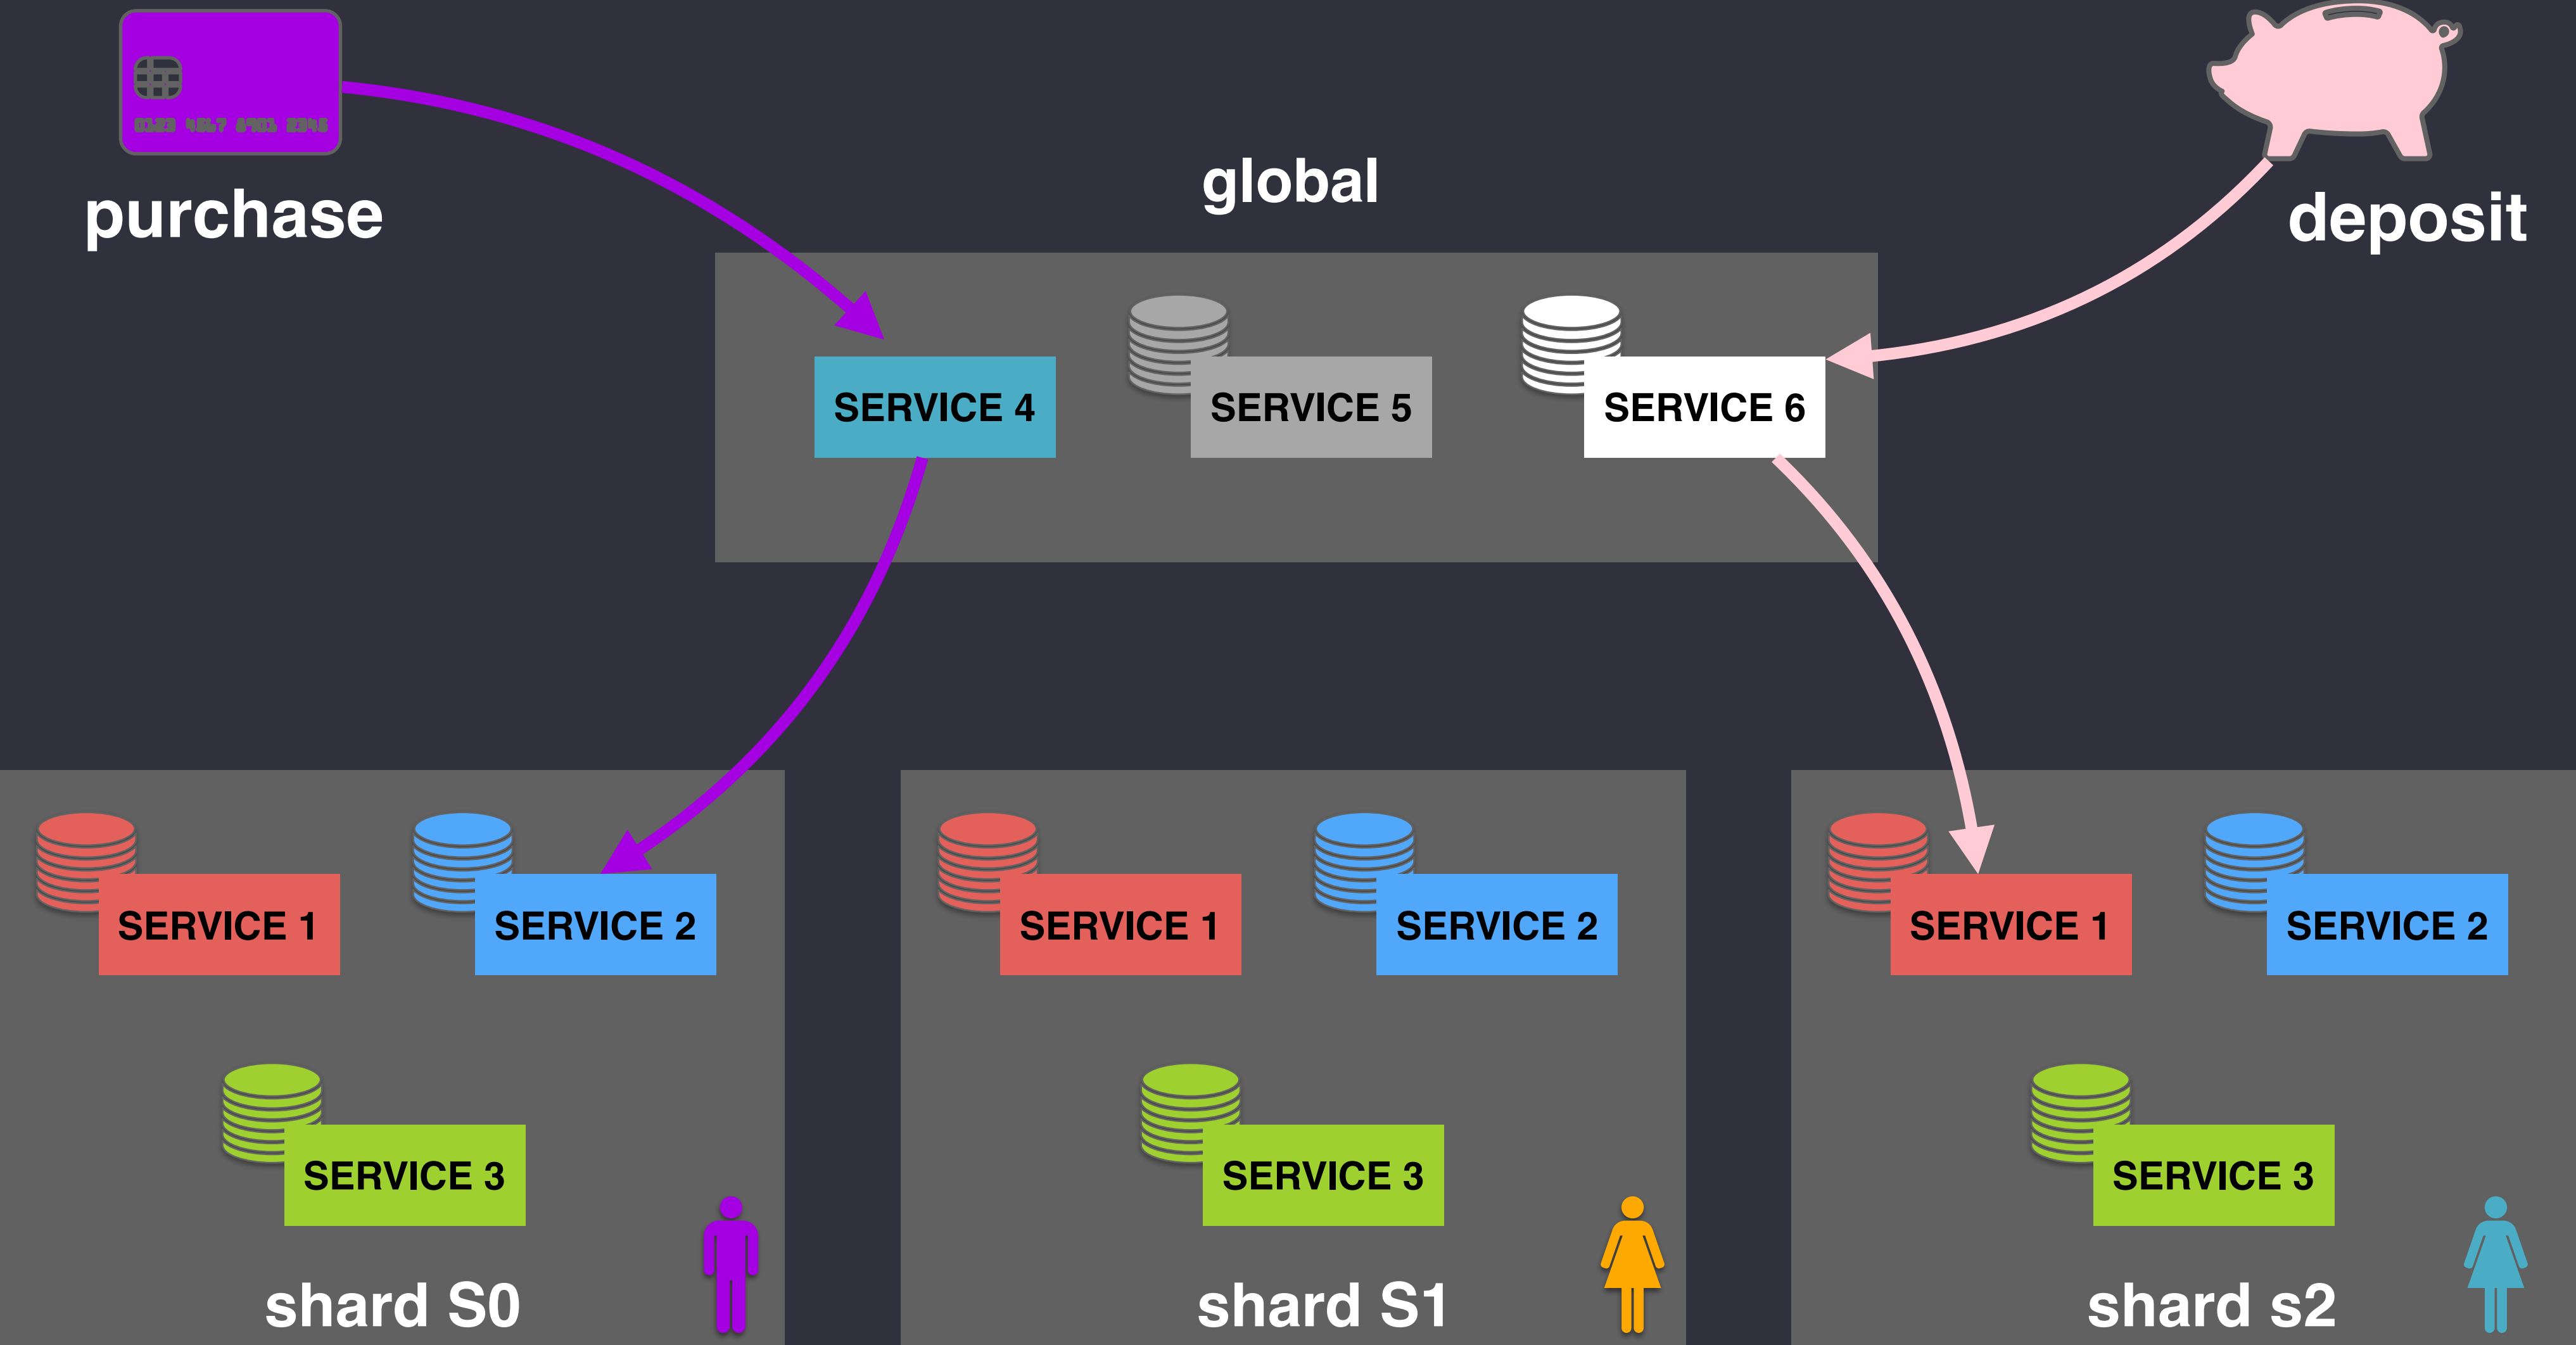 purchase
global
deposit
SERVICE 4
SERVICE 5
SERVICE 6
SERVICE 1
SERVICE 2
SERVICE 1
SERVICE 2
SERVICE 1
SERVICE 2
SERVICE 3
SERVICE 3
SERVICE 3
shard S0
shard S1
shard s2